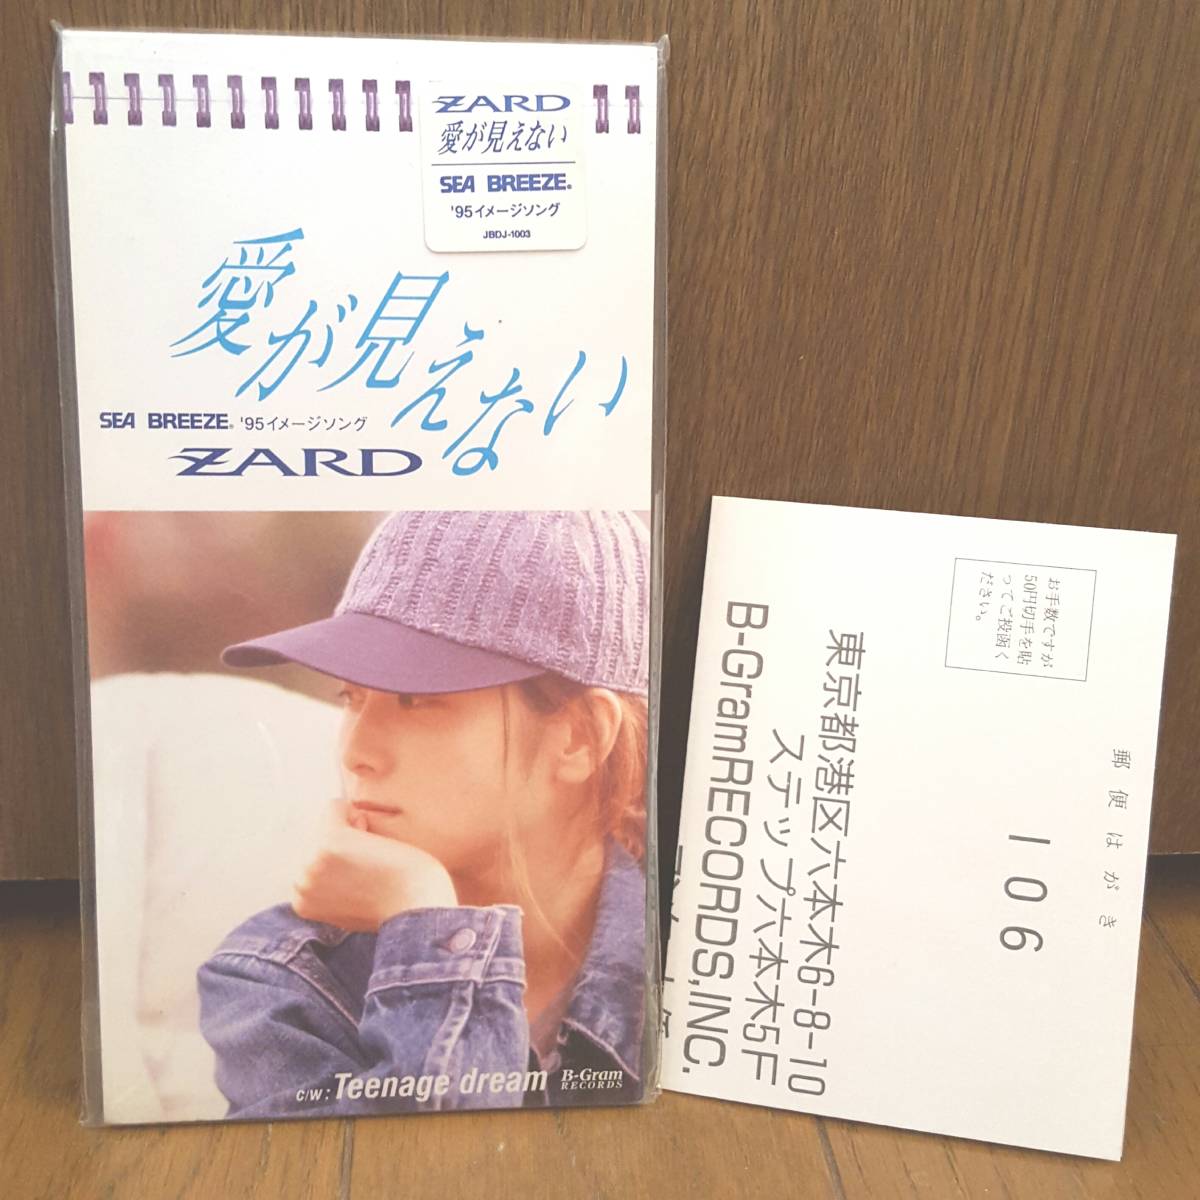 ZARD
愛が見えない
SEA BREEZE®
'95イメージソング
JBDJ-1003
愛が見えない
SEA BREEZE® '95イメージソング
ZARD
C/W : Teenage dream
B-Gram
RECORDS
郵便はがき
106
お手数ですが
50円切手を貼
ってご投函く
ださい。
東京都港区六本木6-8-10
ステップ六本木5F
B-GramRECORDS,INC.